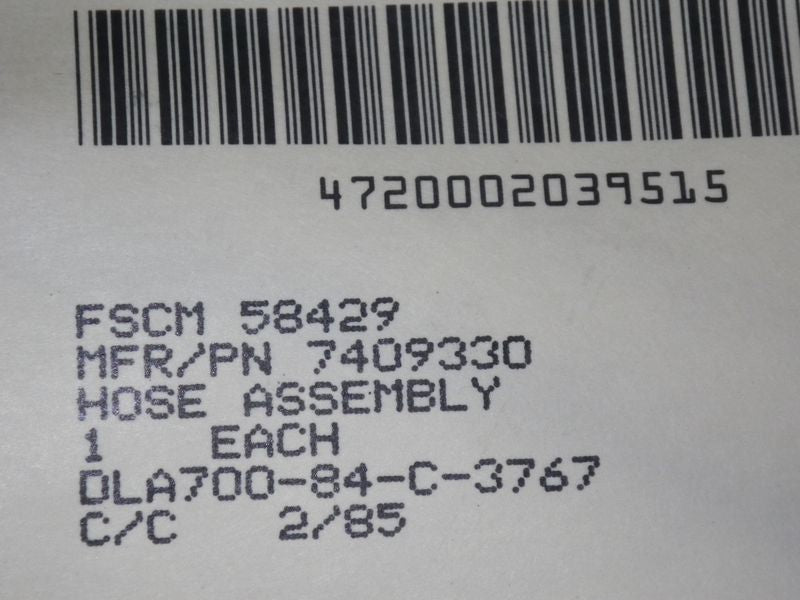 4720002039515
FSCM 58429
MFR/PN 7409330
HOSE ASSEMBLY
1 EACH
DLA700-84-C-3767
C/C 2/85